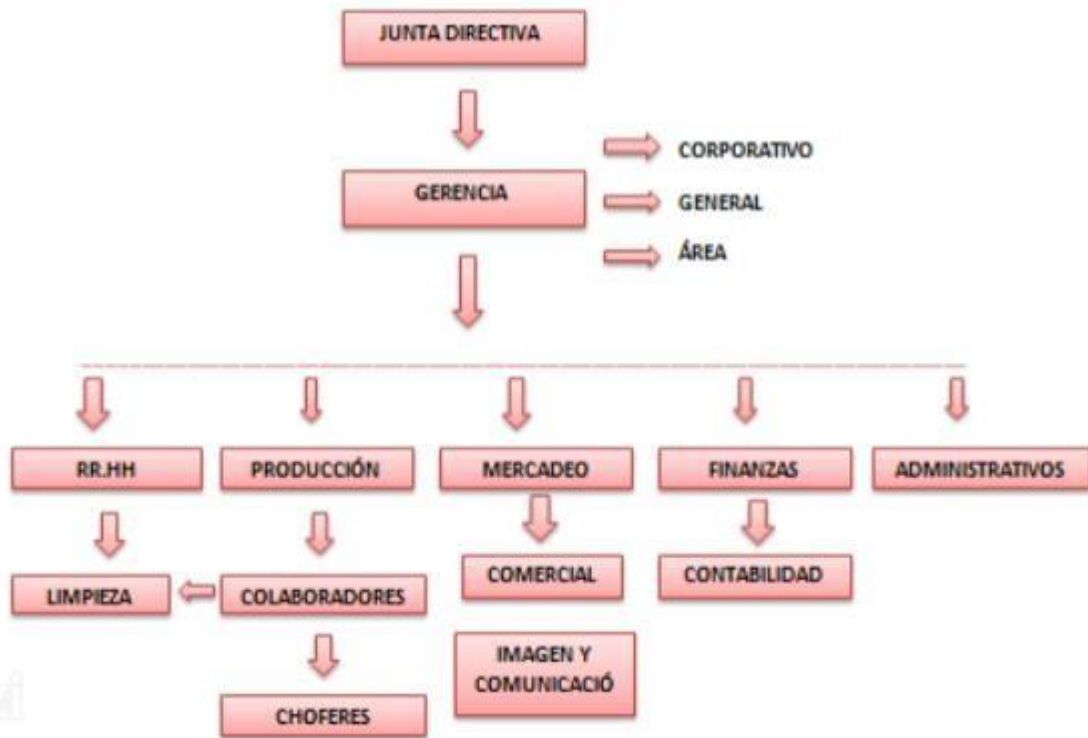 JUNTA DIRECTIVA
CORPORATIVO
GERENCIA
GENERAL
ÁREA
RR.HH
PRODUCCIÓN
MERCADEO
FINANZAS
ADMINISTRATIVOS
LIMPIEZA
COLABORADORES
COMERCIAL
CONTABILIDAD
IMAGEN Y
COMUNICACIÓ
CHOFERES